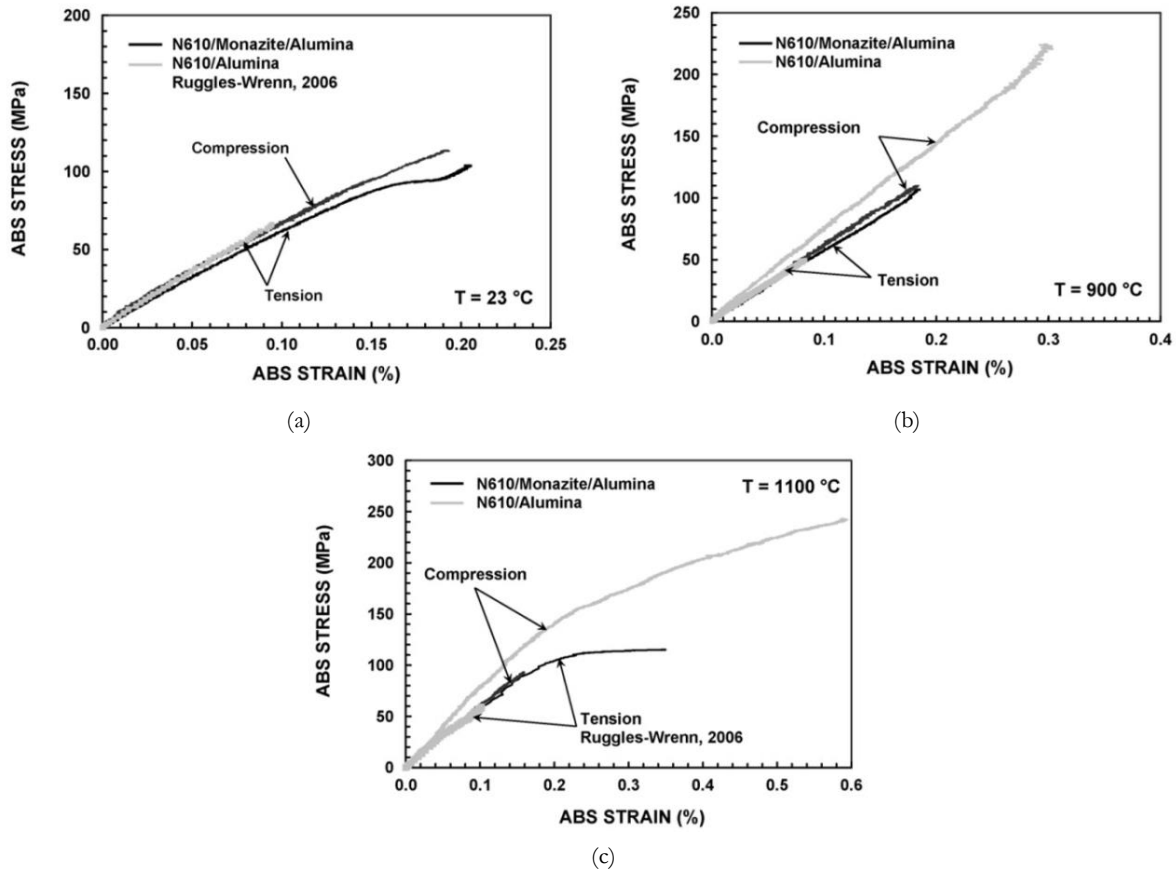 200
160
120
80
40
0
0.00
0.05
0.10
0.15
0.20
0.25
ABS STRESS (MPa)
ABS STRAIN (%)
N610/Monazite/Alumina
N610/Alumina
Ruggles-Wrenn, 2006
Compression
Tension
T = 23 °C
(a)
250
200
150
100
50
0
0.0
0.1
0.2
0.3
0.4
ABS STRESS (MPa)
ABS STRAIN (%)
N610/Monazite/Alumina
N610/Alumina
Compression
Tension
T = 900 °C
(b)
300
250
200
150
100
50
0
0.0
0.1
0.2
0.3
0.4
0.5
0.6
ABS STRESS (MPa)
ABS STRAIN (%)
N610/Monazite/Alumina
N610/Alumina
T = 1100 °C
Compression
Tension
Ruggles-Wrenn, 2006
(c)